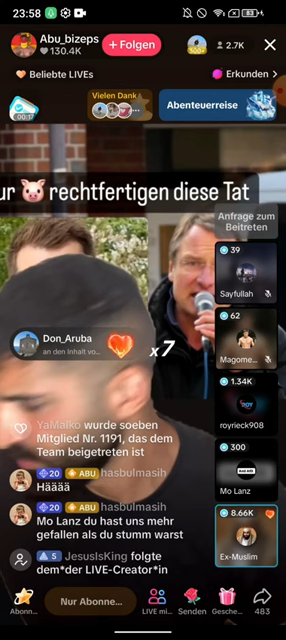 23:58
83
Abu_bizeps
130.4K
+ Folgen
2.7K
Beliebte LIVEs
Erkunden >
00:17
Vielen Dank
Abenteuerreise
ur 🐷 rechtfertigen diese Tat
Anfrage zum
Beitreten
39
Sayfullah
62
Magome...
1.34K
royrieck908
300
Mo Lanz
8.66K
Ex-Muslim
Don_Aruba
an den Inhalt vo...
x7
YaMalko wurde soeben
Mitglied Nr. 1191, das dem
Team beigetreten ist
20 ABU hasbulmasih
Hääää
20 ABU hasbulmasih
Mo Lanz du hast uns mehr
gefallen als du stumm warst
5 JesusIsKing folgte
dem*der LIVE-Creator*in
Abonn...
Nur Abonne...
LIVE mi...
Senden
Gesche...
483